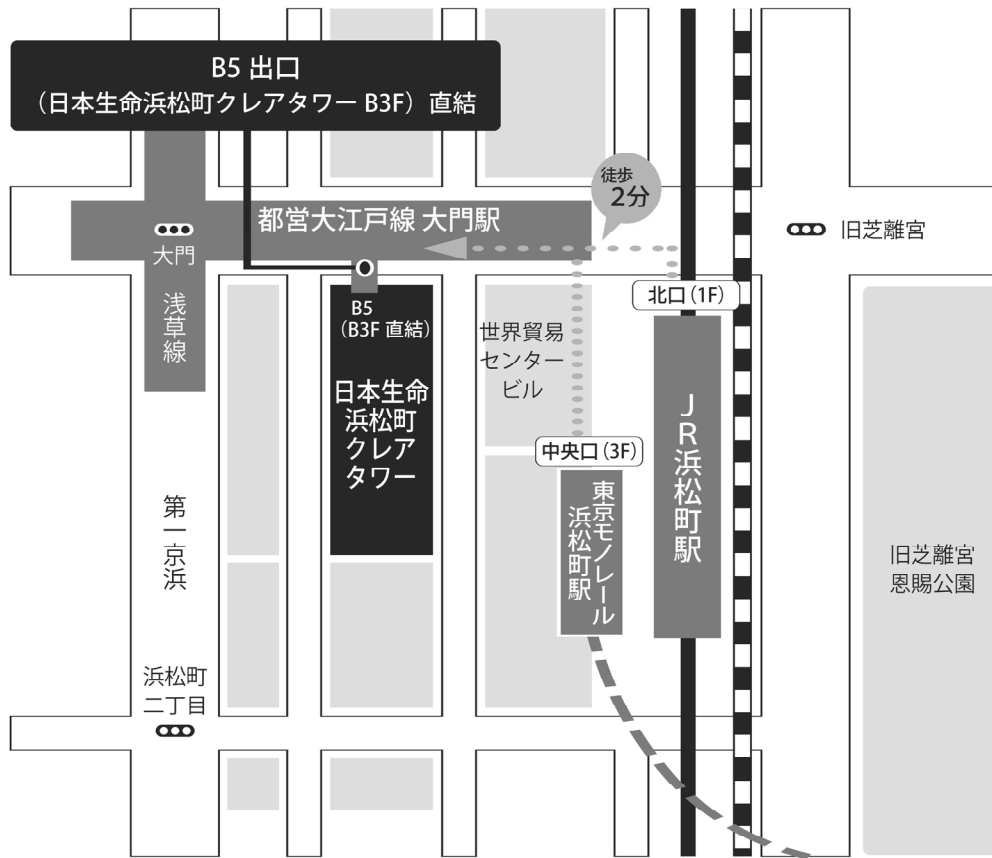 B5 出口
（日本生命浜松町クレアタワー B3F）直結
徒歩
2分
都営大江戸線 大門駅
大門
旧芝離宮
浅草線
北口(1F)
B5
（B3F 直結）
世界貿易
センター
ビル
日本生命
浜松町
クレア
タワー
JR浜松町駅
中央口(3F)
東京モノレール
浜松町駅
第一京浜
旧芝離宮
恩賜公園
浜松町
二丁目